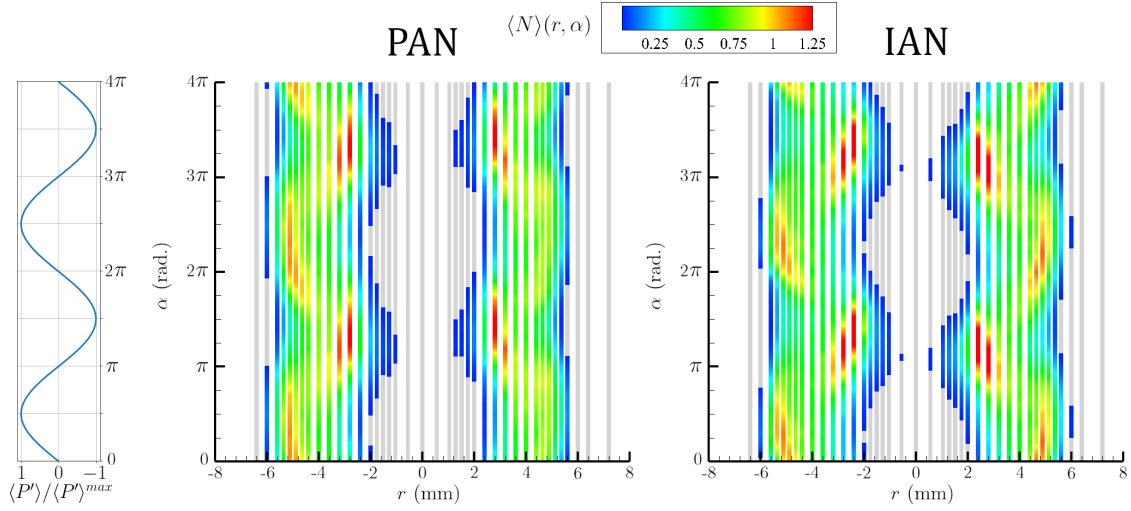 ⟨N⟩(r, α)
0.25 0.5 0.75 1 1.25
PAN IAN
4π 4π 4π
3π 3π 3π
α (rad.) α (rad.)
2π 2π 2π
π π π
0 0 0
1 0 −1
-8 -6 -4 -2 0 2 4 6 8
-8 -6 -4 -2 0 2 4 6 8
⟨P′⟩/⟨P′⟩ᵐᵃˣ
r (mm) r (mm)